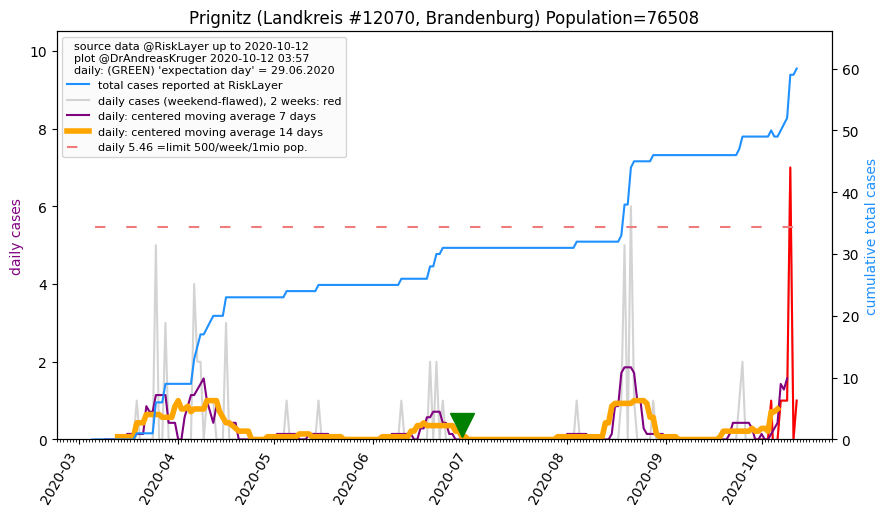 Prignitz (Landkreis #12070, Brandenburg) Population=76508
source data @RiskLayer up to 2020-10-12
plot @DrAndreasKruger 2020-10-12 03:57
daily: (GREEN) 'expectation day' = 29.06.2020
total cases reported at RiskLayer
daily cases (weekend-flawed), 2 weeks: red
daily: centered moving average 7 days
daily: centered moving average 14 days
daily 5.46 =limit 500/week/1mio pop.
daily cases
10
8
6
4
2
0
cumulative total cases
60
50
40
30
20
10
0
2020-03
2020-04
2020-05
2020-06
2020-07
2020-08
2020-09
2020-10